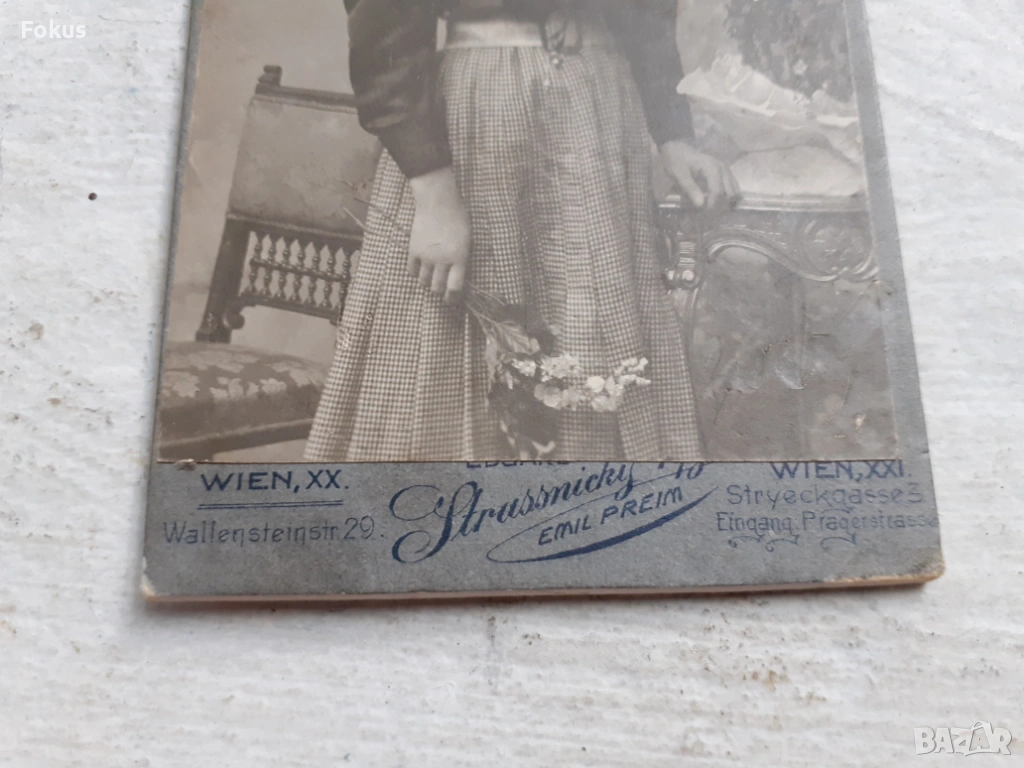 Fokus
WIEN, XX.
Wallensteinstr. 29.
Strassnicky
EMIL PREIM
WIEN, XXI.
Stryeckgasse 3
Eingang. Pragerstrasse
BAZAR